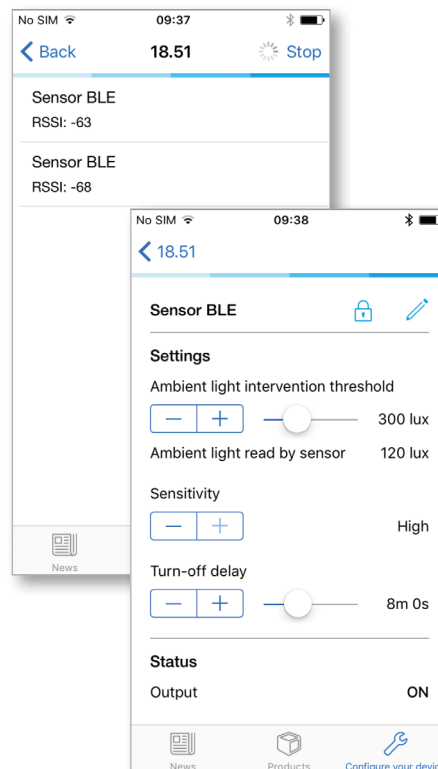 No SIM 09:37
Back 18.51 Stop
Sensor BLE
RSSI: -63
Sensor BLE
RSSI: -68
News
No SIM 09:38
18.51
Sensor BLE
Settings
Ambient light intervention threshold
− + 300 lux
Ambient light read by sensor 120 lux
Sensitivity
− + High
Turn-off delay
− + 8m 0s
Status
Output ON
News Products Configure your devic